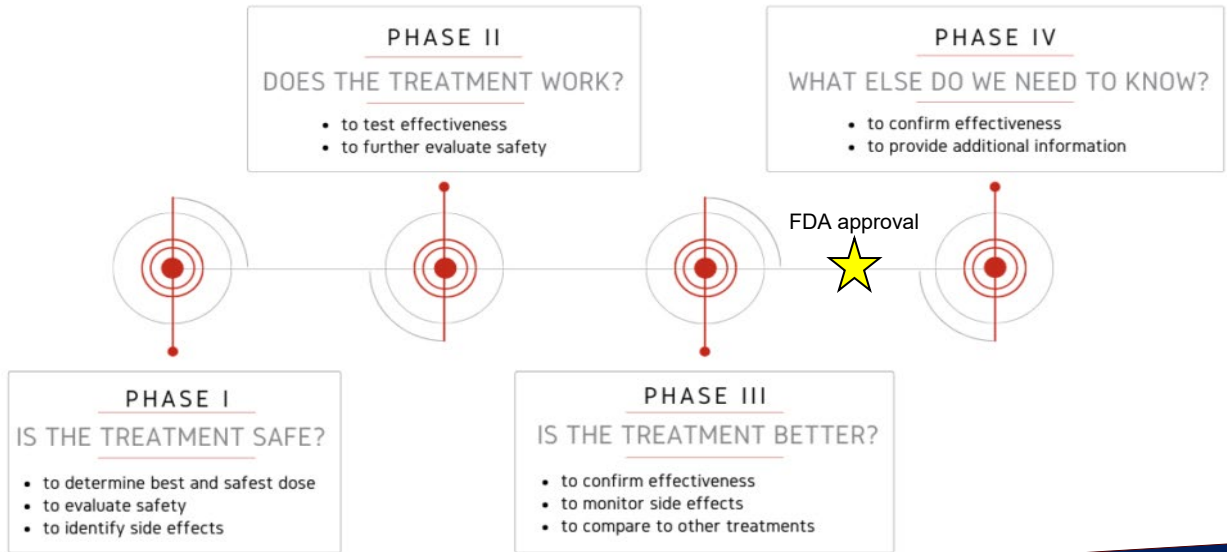 PHASE I
IS THE TREATMENT SAFE?
• to determine best and safest dose
• to evaluate safety
• to identify side effects
PHASE II
DOES THE TREATMENT WORK?
• to test effectiveness
• to further evaluate safety
PHASE III
IS THE TREATMENT BETTER?
• to confirm effectiveness
• to monitor side effects
• to compare to other treatments
FDA approval
PHASE IV
WHAT ELSE DO WE NEED TO KNOW?
• to confirm effectiveness
• to provide additional information